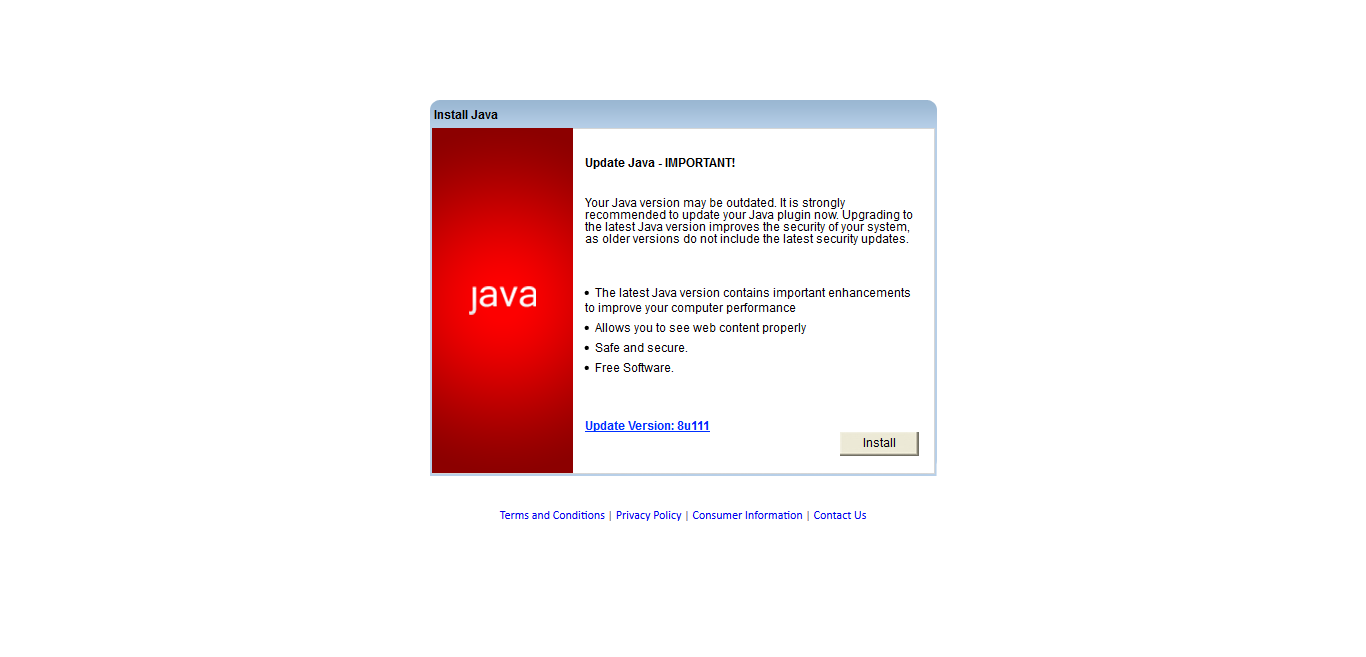 Install Java
Update Java - IMPORTANT!
Your Java version may be outdated. It is strongly
recommended to update your Java plugin now. Upgrading to
the latest Java version improves the security of your system,
as older versions do not include the latest security updates.
java
• The latest Java version contains important enhancements
to improve your computer performance
• Allows you to see web content properly
• Safe and secure.
• Free Software.
Update Version: 8u111
Install
Terms and Conditions | Privacy Policy | Consumer Information | Contact Us